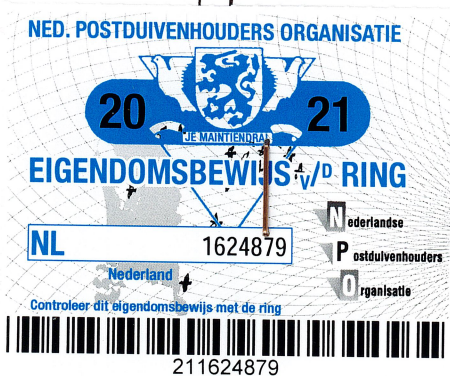 NED. POSTDUIVENHOUDERS ORGANISATIE
20 21
JE MAINTIENDRAI
EIGENDOMSBEWIJS v/D RING
NL 1624879
Nederlandse
Postduivenhouders
Organisatie
Nederland
Controleer dit eigendomsbewijs met de ring
211624879